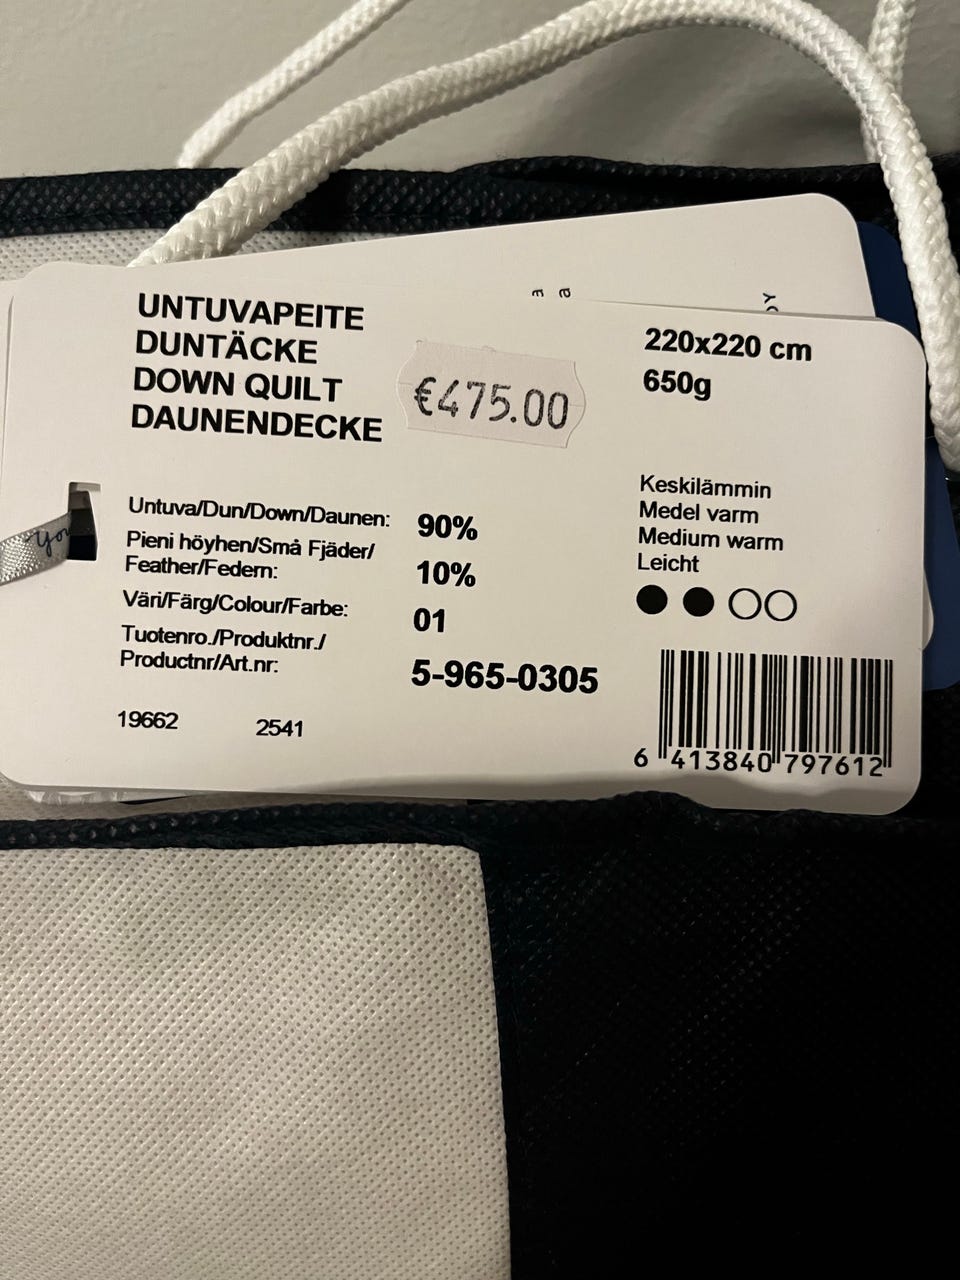 UNTUVAPEITE
DUNTÄCKE
DOWN QUILT
DAUNENDECKE
€475.00
220x220 cm
650g
Untuva/Dun/Down/Daunen: 90%
Pieni höyhen/Små Fjäder/
Feather/Federn: 10%
Väri/Färg/Colour/Farbe: 01
Tuotenro./Produktnr./
Productnr/Art.nr: 5-965-0305
19662 2541
Keskilämmin
Medel varm
Medium warm
Leicht
6 413840 797612